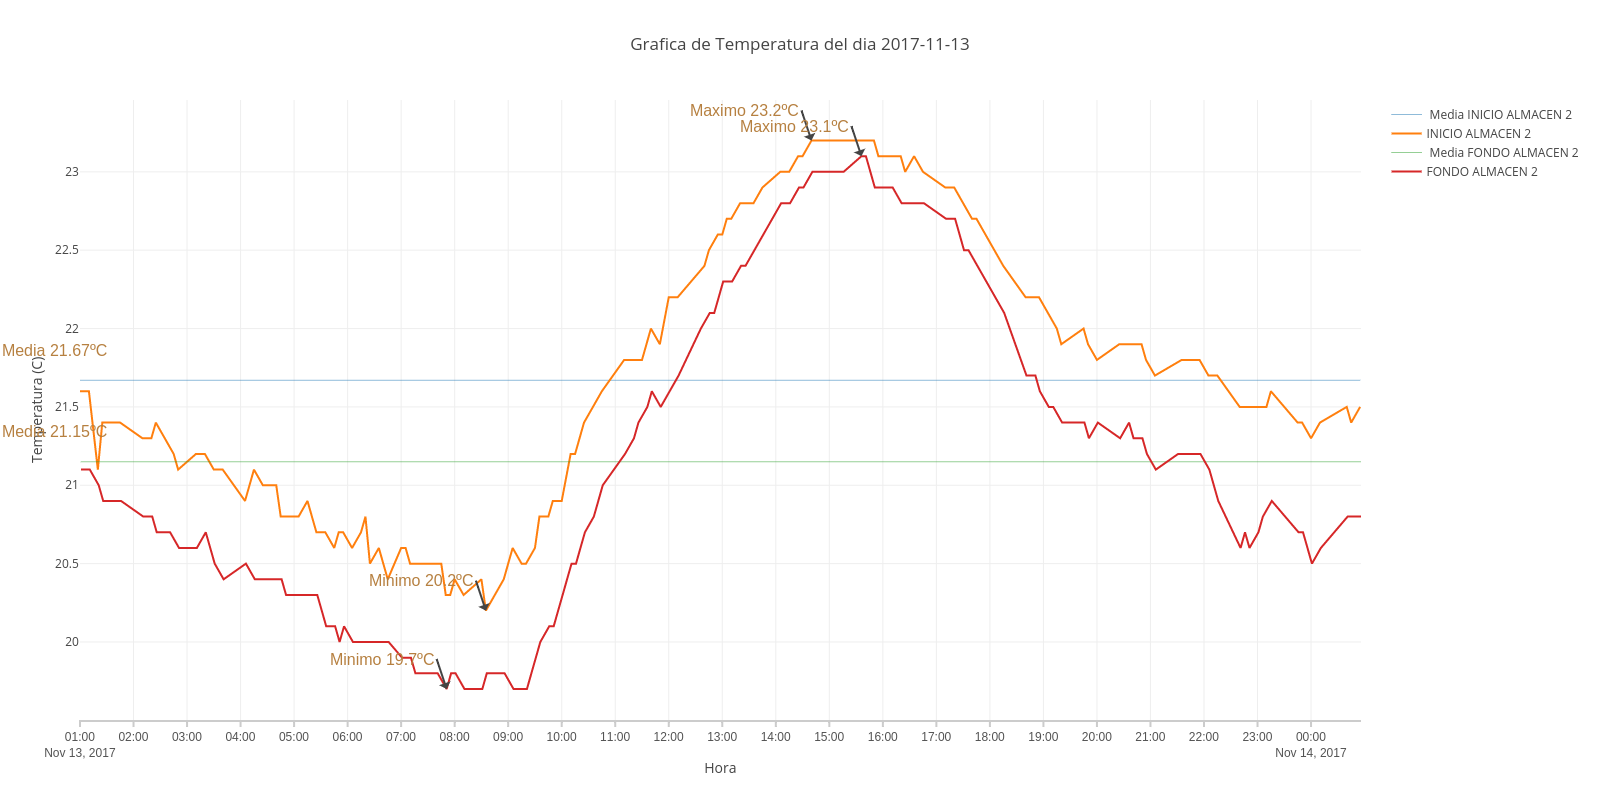 Grafica de Temperatura del dia 2017-11-13
Maximo 23.2ºC
Maximo 23.1ºC
Media INICIO ALMACEN 2
INICIO ALMACEN 2
Media FONDO ALMACEN 2
FONDO ALMACEN 2
23
22.5
22
21.5
21
20.5
20
Media 21.67ºC
Media 21.15ºC
Temperatura (C)
Minimo 20.2ºC
Minimo 19.7ºC
01:00 02:00 03:00 04:00 05:00 06:00 07:00 08:00 09:00 10:00 11:00 12:00 13:00 14:00 15:00 16:00 17:00 18:00 19:00 20:00 21:00 22:00 23:00 00:00
Nov 13, 2017 Nov 14, 2017
Hora